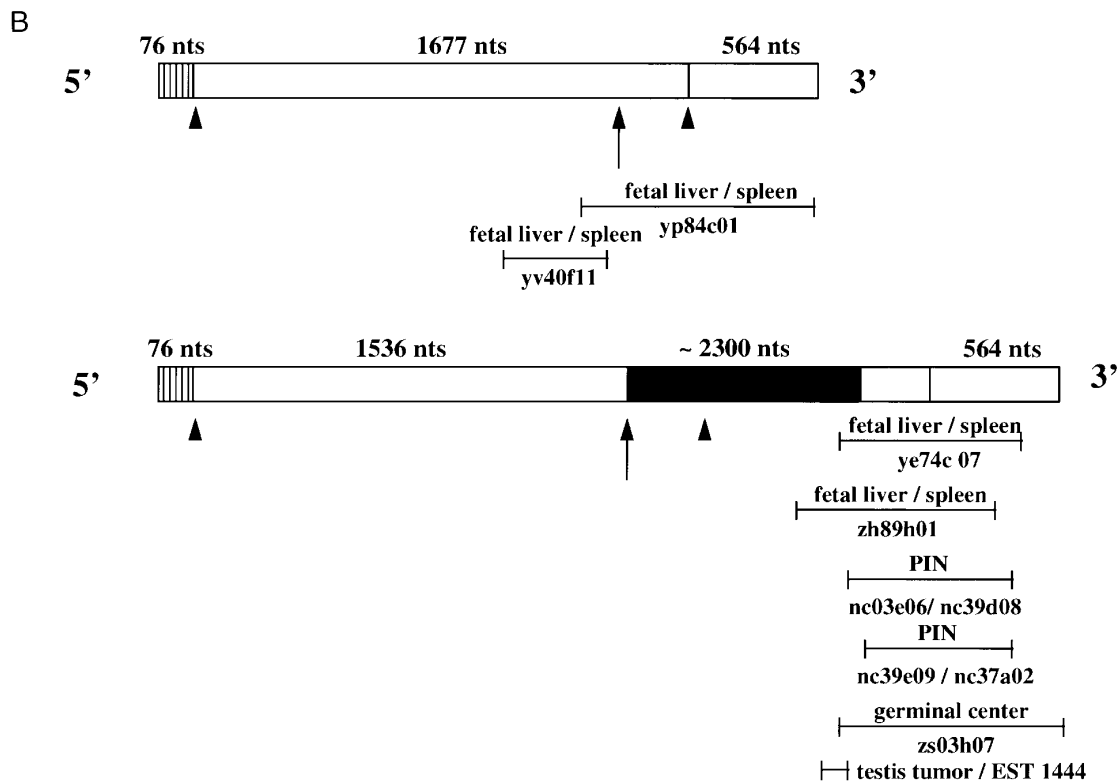 B
76 nts 1677 nts 564 nts
5’ 3’
fetal liver / spleen
yp84c01
fetal liver / spleen
yv40f11
76 nts 1536 nts ~ 2300 nts 564 nts
5’ 3’
fetal liver / spleen
ye74c 07
fetal liver / spleen
zh89h01
PIN
nc03e06/ nc39d08
PIN
nc39e09 / nc37a02
germinal center
zs03h07
testis tumor / EST 1444